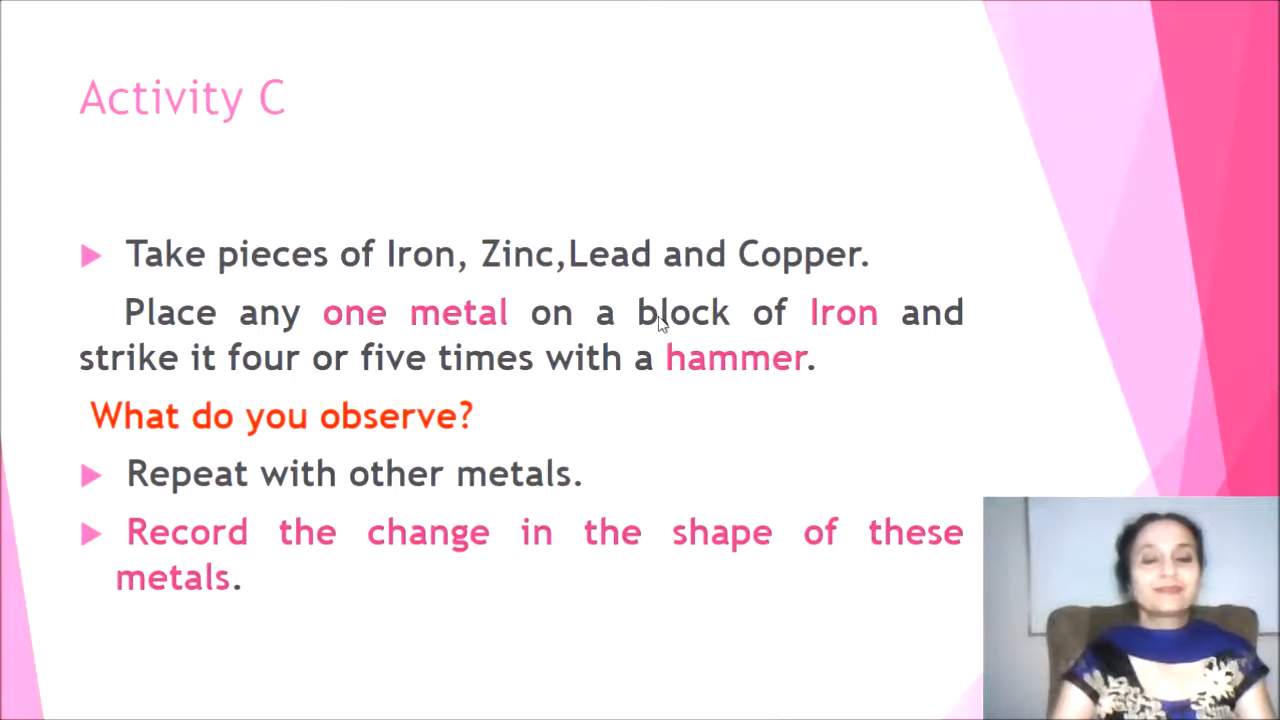 Activity C
Take pieces of Iron, Zinc,Lead and Copper.
Place any one metal on a block of Iron and
strike it four or five times with a hammer.
What do you observe?
Repeat with other metals.
Record the change in the shape of these
metals.